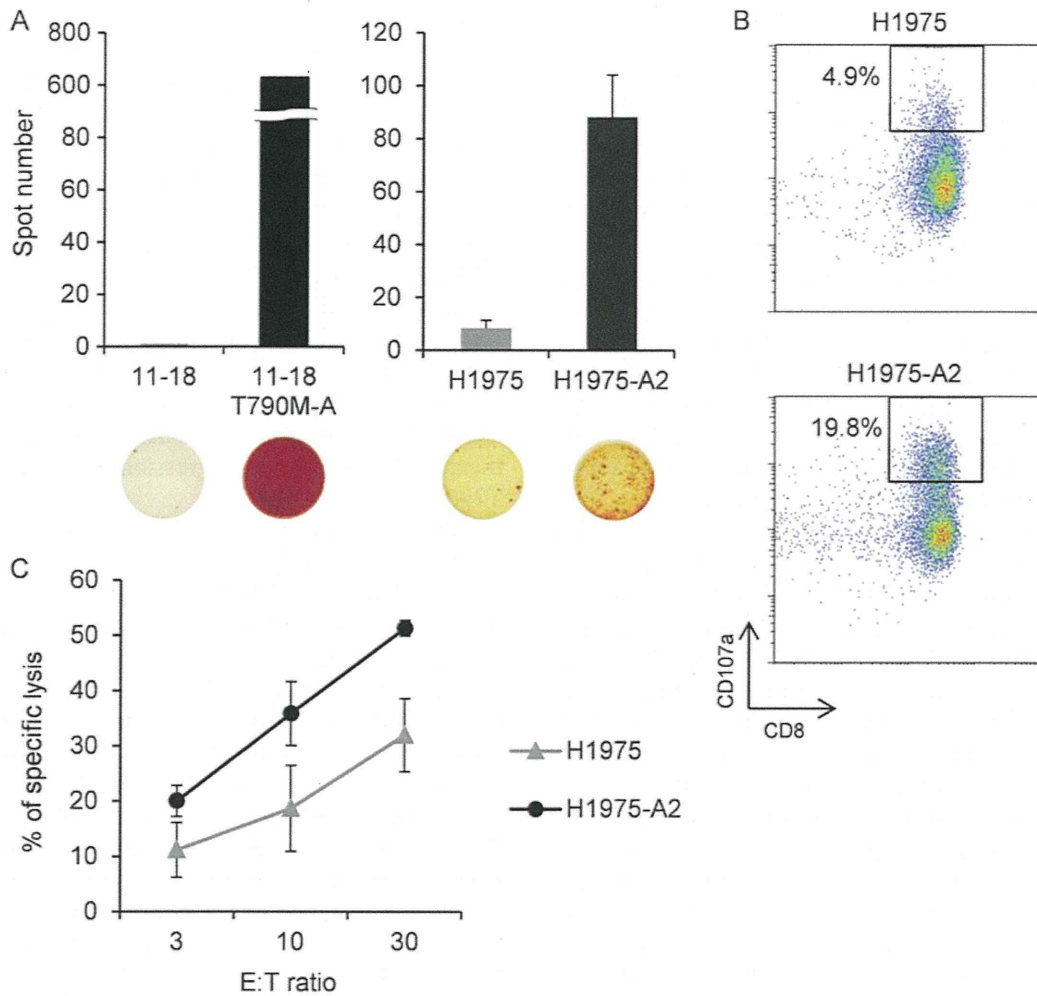 A
Spot number
800
600
80
60
40
20
0
11-18
11-18
T790M-A
120
100
80
60
40
20
0
H1975
H1975-A2
B
H1975
4.9%
H1975-A2
19.8%
CD107a
CD8
C
% of specific lysis
60
50
40
30
20
10
0
3
10
30
E:T ratio
H1975
H1975-A2